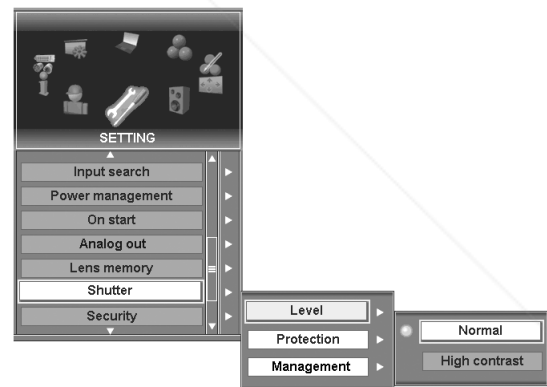 SETTING
Input search
Power management
On start
Analog out
Lens memory
Shutter
Security
Level
Protection
Management
Normal
High contrast